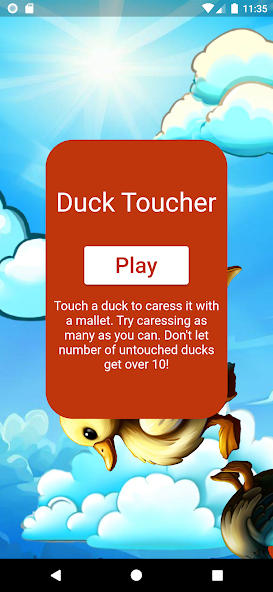 11:35
Duck Toucher
Play
Touch a duck to caress it with
a mallet. Try caressing as
many as you can. Don't let
number of untouched ducks
get over 10!